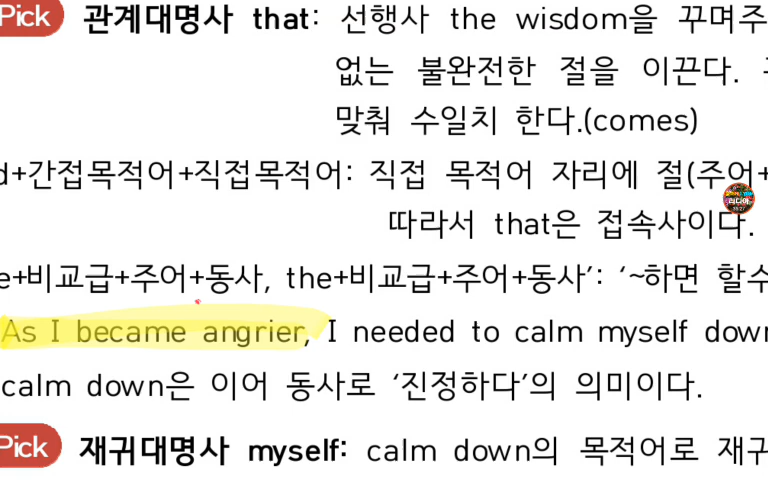 Pick 관계대명사 that: 선행사 the wisdom을 꾸며주
없는 불완전한 절을 이끈다.
맞춰 수일치 한다.(comes)
d+간접목적어+직접목적어: 직접 목적어 자리에 절(주어+
따라서 that은 접속사이다.
e+비교급+주어+동사, the+비교급+주어+동사’: ‘~하면 할수
As I became angrier, I needed to calm myself down
calm down은 이어 동사로 ‘진정하다’의 의미이다.
Pick 재귀대명사 myself: calm down의 목적어로 재귀